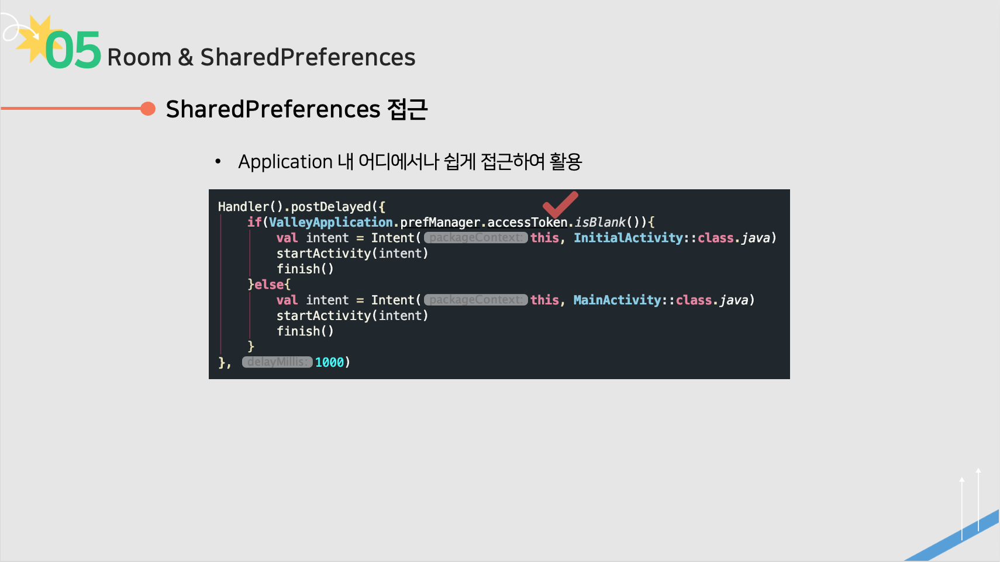 05 Room & SharedPreferences
SharedPreferences 접근
• Application 내 어디에서나 쉽게 접근하여 활용
Handler().postDelayed({
    if(ValleyApplication.prefManager.accessToken.isBlank()){
        val intent = Intent( packageContext: this, InitialActivity::class.java)
        startActivity(intent)
        finish()
    }else{
        val intent = Intent( packageContext: this, MainActivity::class.java)
        startActivity(intent)
        finish()
    }
}, delayMillis: 1000)